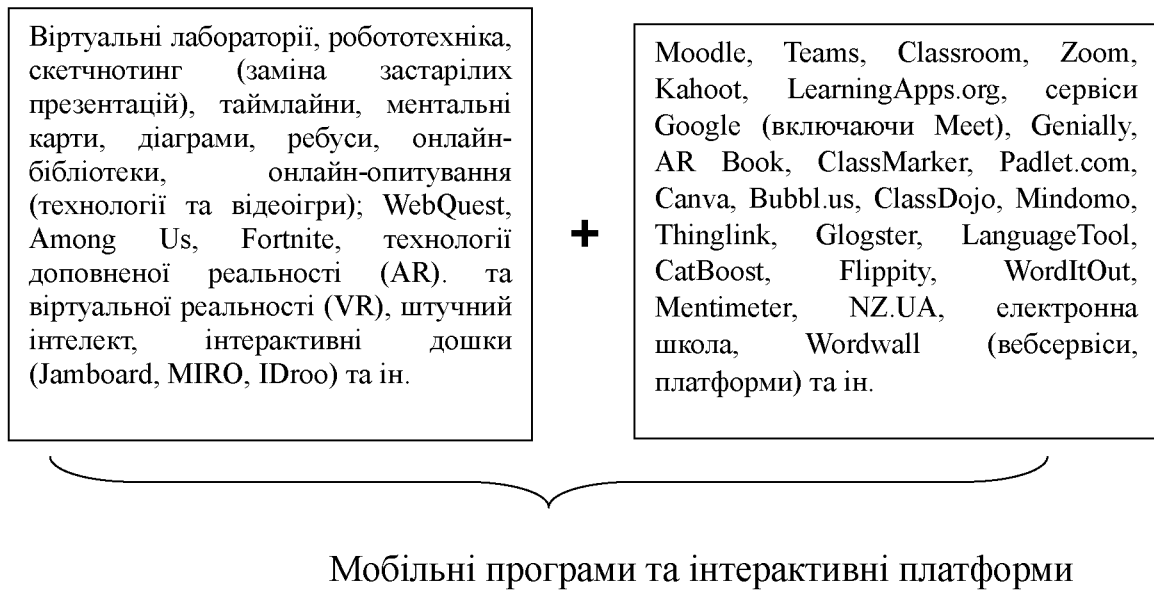 Віртуальні лабораторії, робототехніка,
скетчнотинг (заміна застарілих
презентацій), таймлайни, ментальні
карти, діаграми, ребуси, онлайн-
бібліотеки, онлайн-опитування
(технології та відеоігри); WebQuest,
Among Us, Fortnite, технології
доповненої реальності (AR). та
віртуальної реальності (VR), штучний
інтелект, інтерактивні дошки
(Jamboard, MIRO, IDroo) та ін.
+
Moodle, Teams, Classroom, Zoom,
Kahoot, LearningApps.org, сервіси
Google (включаючи Meet), Genially,
AR Book, ClassMarker, Padlet.com,
Canva, Bubbl.us, ClassDojo, Mindomo,
Thinglink, Glogster, LanguageTool,
CatBoost, Flippity, WordItOut,
Mentimeter, NZ.UA, електронна
школа, Wordwall (вебсервіси,
платформи) та ін.
Мобільні програми та інтерактивні платформи